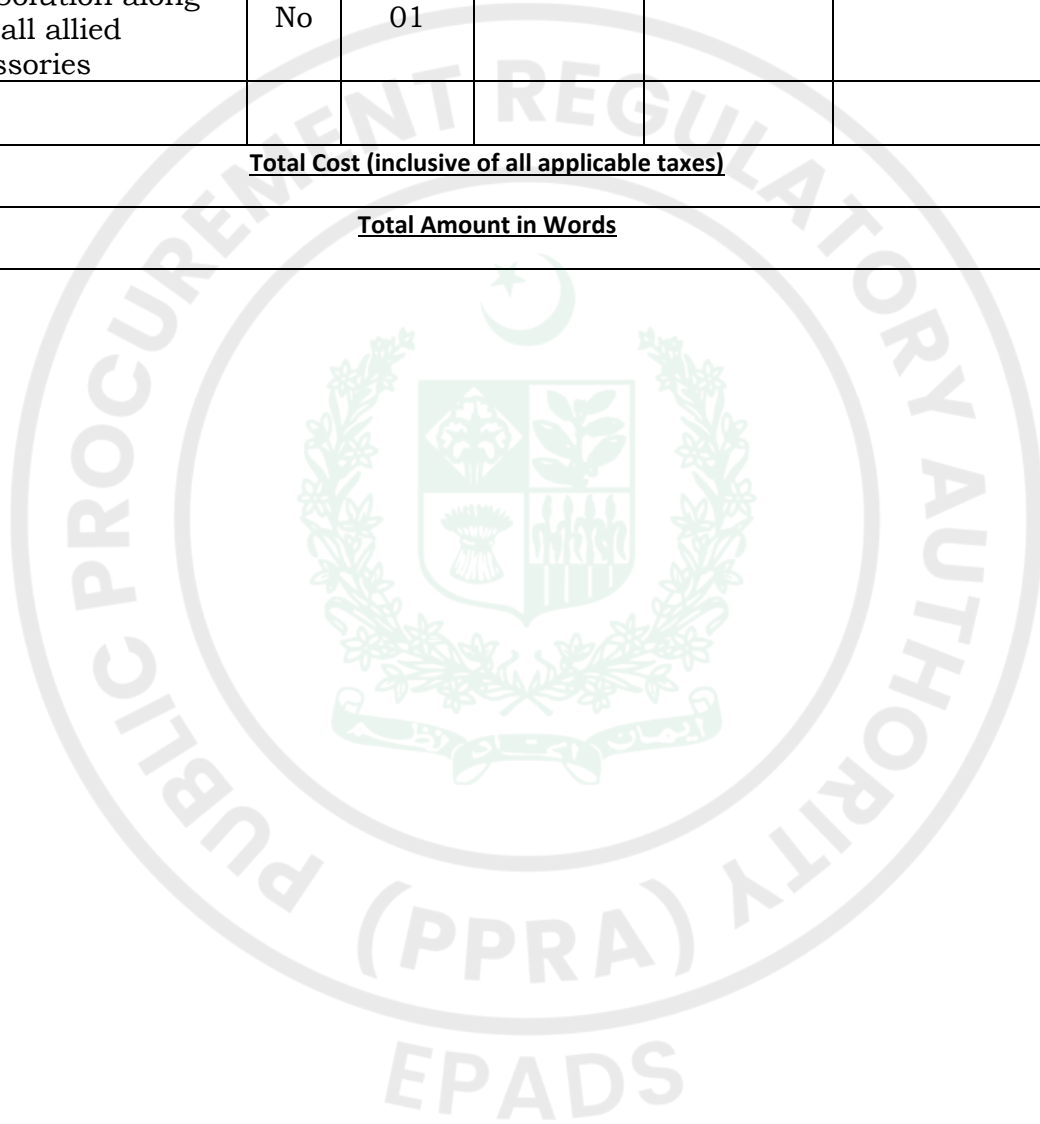 solution along
all allied
ssories
No 01
Total Cost (inclusive of all applicable taxes)
Total Amount in Words
PUBLIC PROCUREMENT REGULATORY AUTHORITY
(PPRA)
EPADS